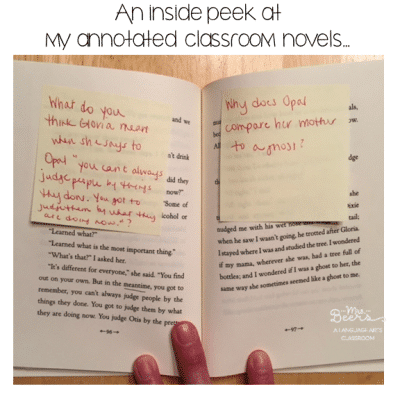 An inside peek at
My annotated classroom novels...
What do you
think Gloria meant
when she says to
Opal "you can't always
judge people by things
they done. You got to
judge them by what they
are doing now."?
and we
n't drink
did they
now?"
"Some of
icohol or
"Learned what?"
"Learned what is the most important thing."
"What's that?" I asked her.
"It's different for everyone," she said. "You find
out on your own. But in the meantime, you got to
remember, you can't always judge people by the
things they done. You got to judge them by what
they are doing now. You judge Otis by the pretty
96
Why does Opal
compare her mother
to a ghost?
ale,
ow.
dge
she
ixie
tail;
nudged me with his wet nose
when he saw I wasn't going, he trotted after Gloria.
I stayed where I was and studied the tree. I wondered
if my mama, wherever she was, had a tree full of
bottles; and I wondered if I was a ghost to her, the
same way she sometimes seemed like a ghost to me.
97
Mrs.
Beers
A LANGUAGE ARTS
CLASSROOM